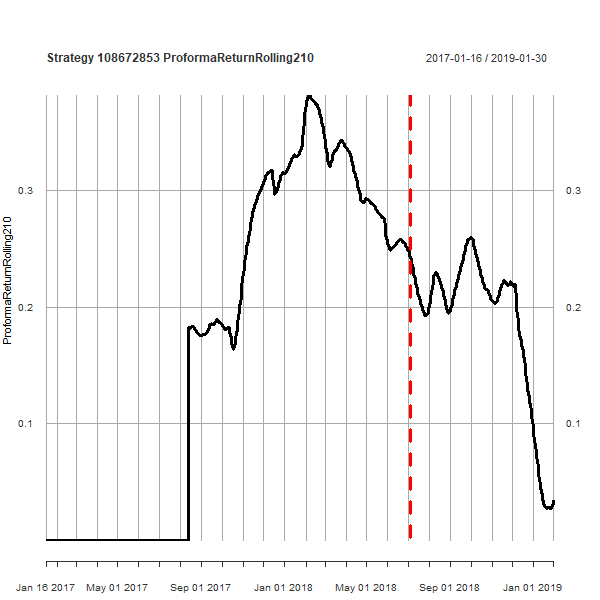 Strategy 108672853 ProformaReturnRolling210
2017-01-16 / 2019-01-30
ProformaReturnRolling210
0.3
0.3
0.2
0.2
0.1
0.1
Jan 16 2017
May 01 2017
Sep 01 2017
Jan 01 2018
May 01 2018
Sep 01 2018
Jan 01 2019